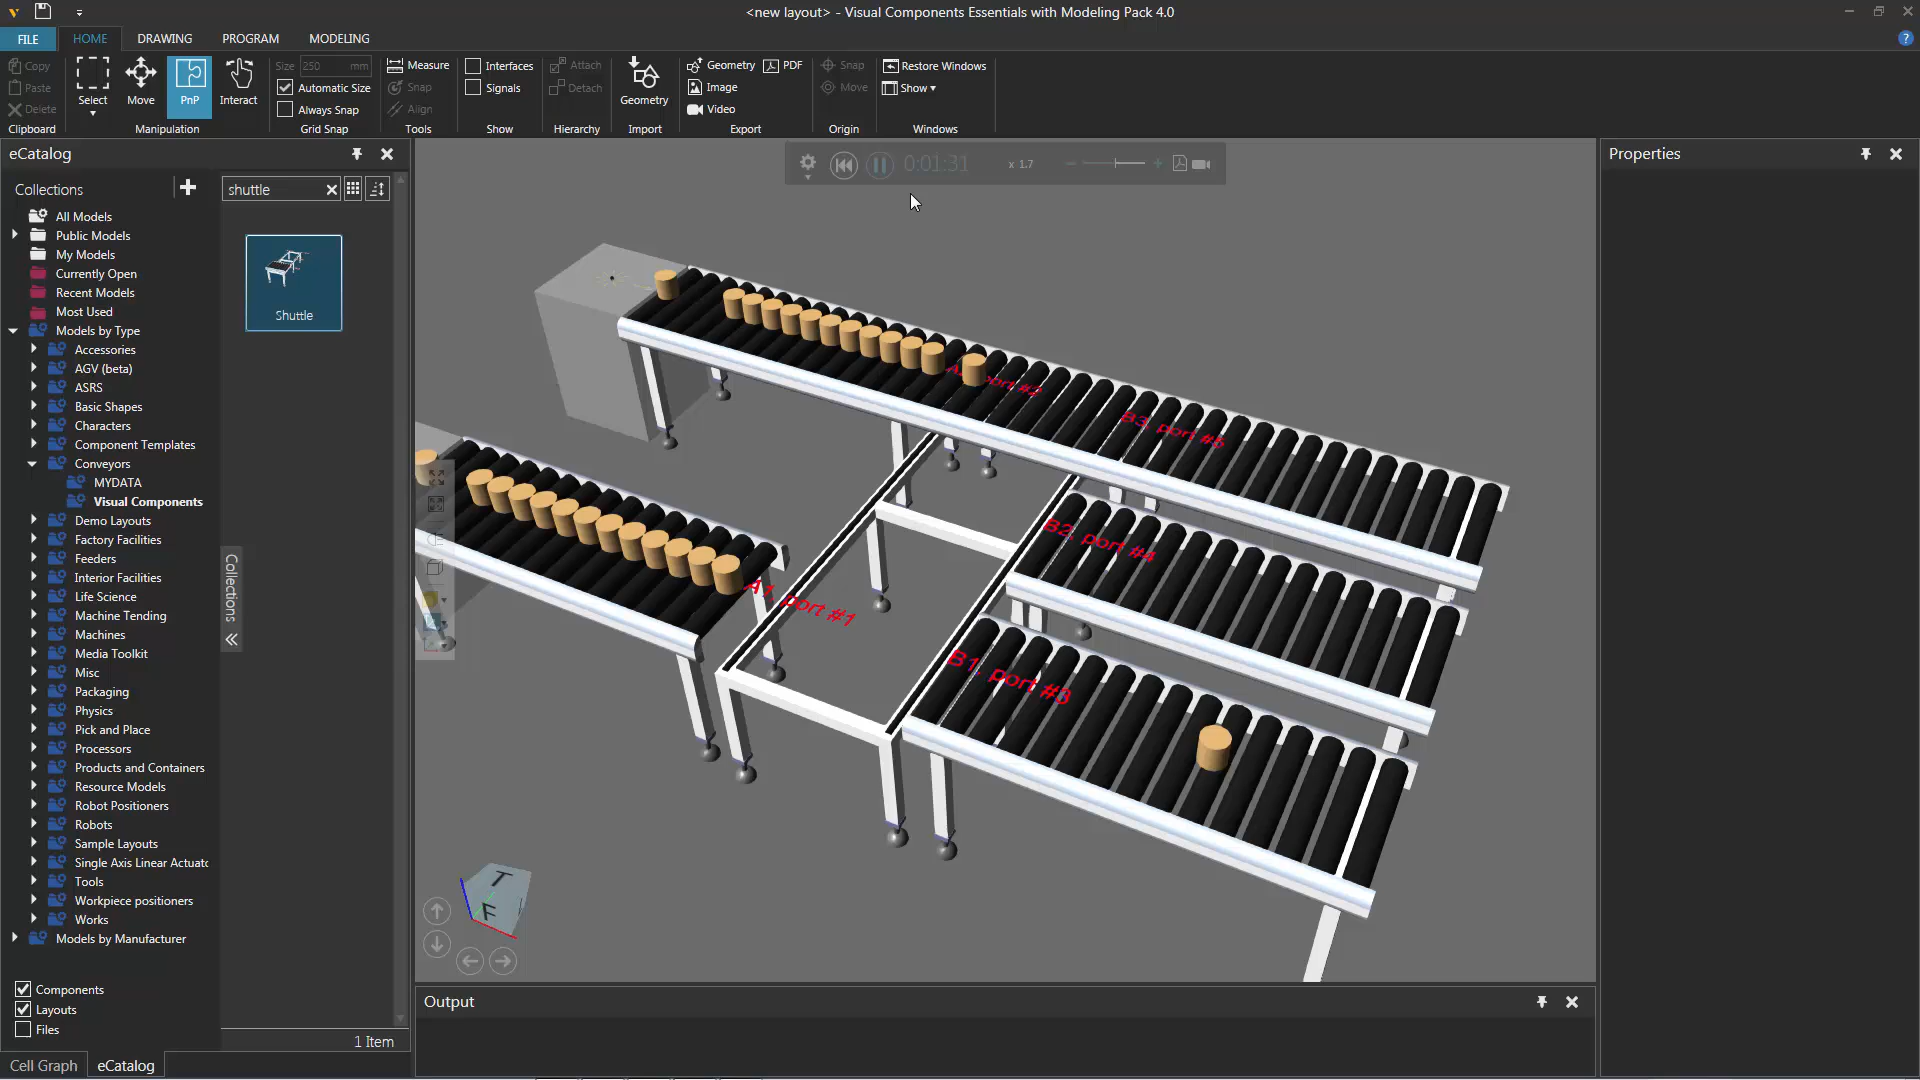 <new layout> - Visual Components Essentials with Modeling Pack 4.0
FILE HOME DRAWING PROGRAM MODELING
Copy
Paste
Delete
Clipboard
Select
Move
PnP
Interact
Manipulation
Size 250 mm
Automatic Size
Always Snap
Grid Snap
Measure
Snap
Align
Tools
Interfaces
Signals
Show
Attach
Detach
Hierarchy
Geometry
Import
Geometry PDF
Image
Video
Export
Snap
Move
Origin
Restore Windows
Show
Windows
eCatalog
Collections
All Models
Public Models
My Models
Currently Open
Recent Models
Most Used
Models by Type
Accessories
AGV (beta)
ASRS
Basic Shapes
Characters
Component Templates
Conveyors
MYDATA
Visual Components
Demo Layouts
Factory Facilities
Feeders
Interior Facilities
Life Science
Machine Tending
Machines
Media Toolkit
Misc
Packaging
Physics
Pick and Place
Processors
Products and Containers
Resource Models
Robot Positioners
Robots
Sample Layouts
Single Axis Linear Actuato
Tools
Workpiece positioners
Works
Models by Manufacturer
Components
Layouts
Files
Cell Graph eCatalog
shuttle
Shuttle
Collections
1 Item
0:01:31 x 1.7
port #2
B3, port #5
B2, port #4
A1, port #1
B1, port #3
T
F
Output
Properties